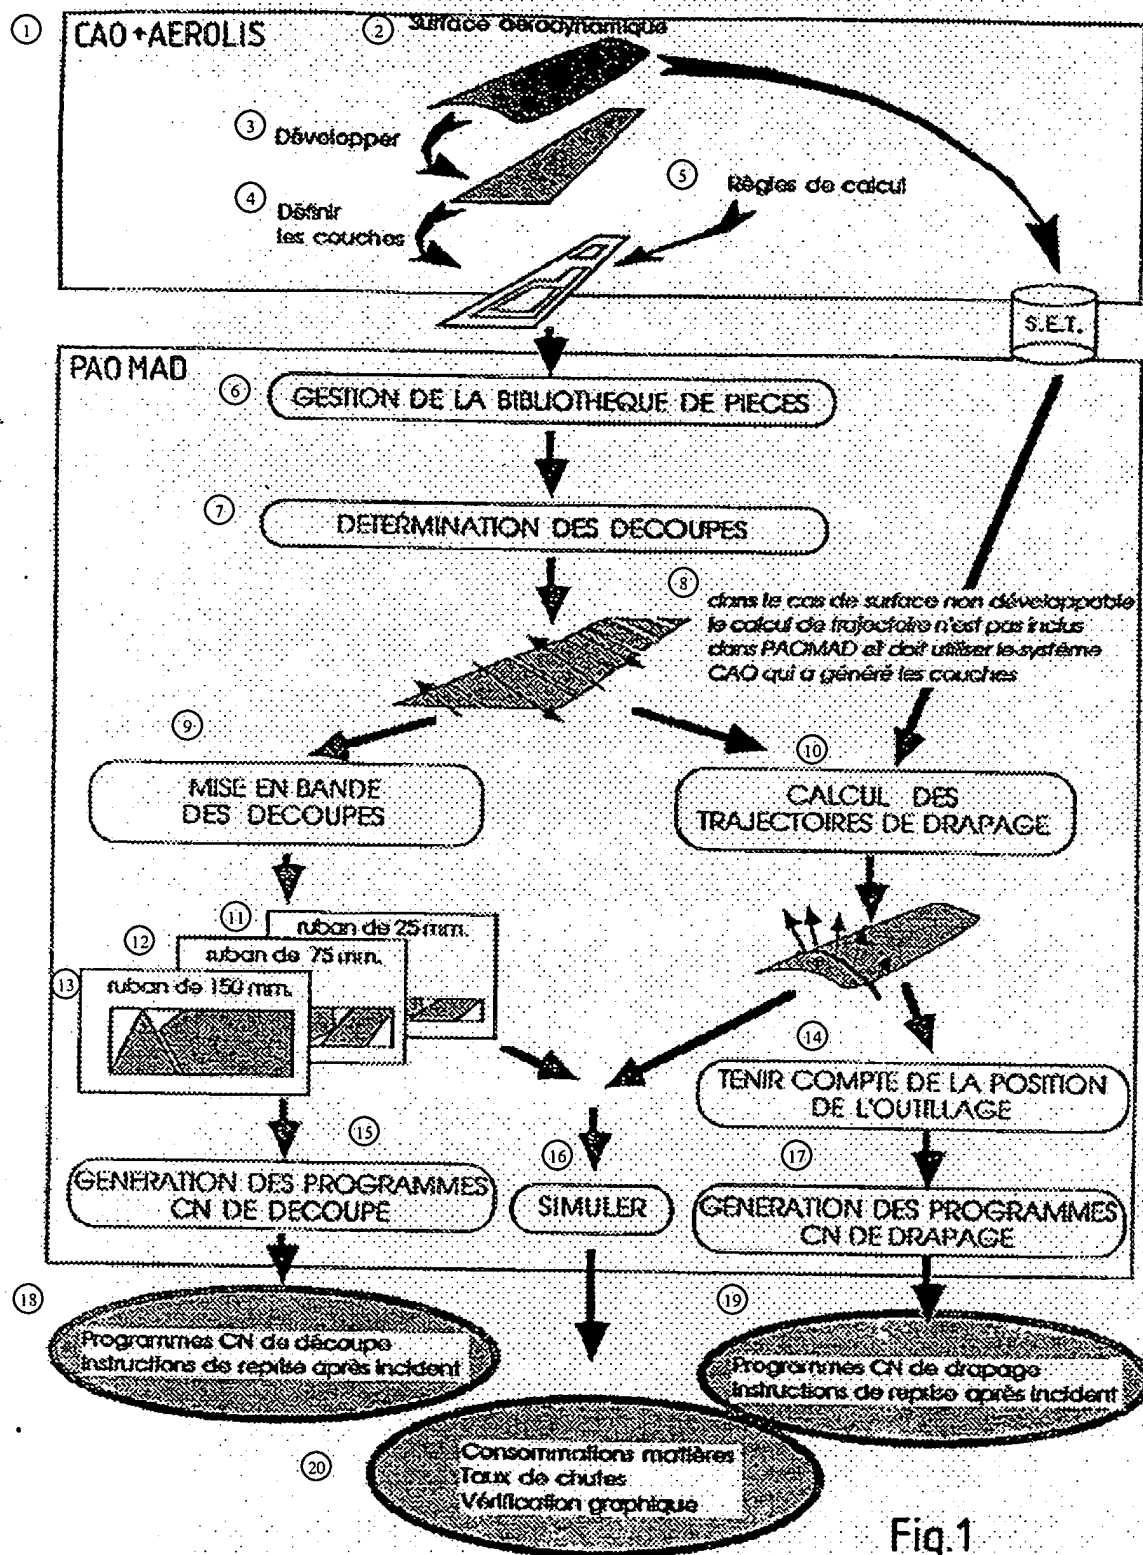 ①
CAO+AEROLIS
②
Surface aérodynamique
③
Développer
④
Définir
les couches
⑤
Règles de calcul
S.E.T.
PAO MAD
⑥
GESTION DE LA BIBLIOTHEQUE DE PIECES
⑦
DETERMINATION DES DECOUPES
⑧
dans le cas de surface non développable
le calcul de trajectoire n'est pas inclus
dans PAOMAD et doit utiliser le système
CAO qui a généré les couches
⑨
MISE EN BANDE
DES DECOUPES
⑩
CALCUL DES
TRAJECTOIRES DE DRAPAGE
⑪
ruban de 25 mm.
⑫
ruban de 75 mm.
⑬
ruban de 150 mm.
⑭
TENIR COMPTE DE LA POSITION
DE L'OUTILLAGE
⑮
GENERATION DES PROGRAMMES
CN DE DECOUPE
⑯
SIMULER
⑰
GENERATION DES PROGRAMMES
CN DE DRAPAGE
⑱
Programmes CN de découpe
Instructions de reprise après incident
⑲
Programmes CN de drapage
Instructions de reprise après incident
⑳
Consommations matières
Taux de chutes
Vérification graphique
Fig.1